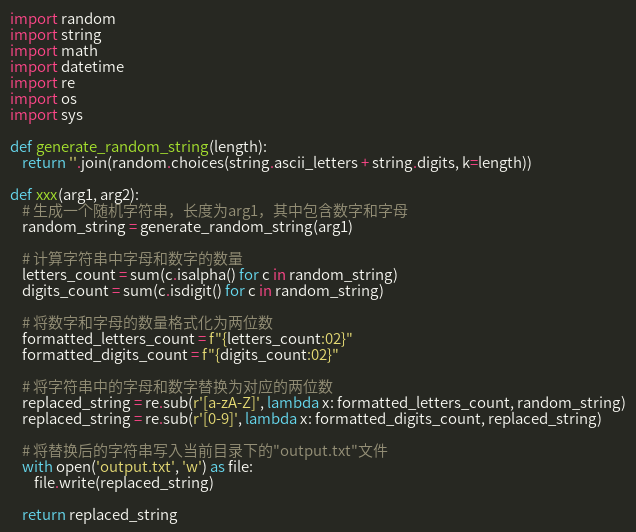 import random
import string
import math
import datetime
import re
import os
import sys

def generate_random_string(length):
    return ''.join(random.choices(string.ascii_letters + string.digits, k=length))

def xxx(arg1, arg2):
    # 生成一个随机字符串，长度为arg1，其中包含数字和字母
    random_string = generate_random_string(arg1)

    # 计算字符串中字母和数字的数量
    letters_count = sum(c.isalpha() for c in random_string)
    digits_count = sum(c.isdigit() for c in random_string)

    # 将数字和字母的数量格式化为两位数
    formatted_letters_count = f"{letters_count:02}"
    formatted_digits_count = f"{digits_count:02}"

    # 将字符串中的字母和数字替换为对应的两位数
    replaced_string = re.sub(r'[a-zA-Z]', lambda x: formatted_letters_count, random_string)
    replaced_string = re.sub(r'[0-9]', lambda x: formatted_digits_count, replaced_string)

    # 将替换后的字符串写入当前目录下的"output.txt"文件
    with open('output.txt', 'w') as file:
        file.write(replaced_string)

    return replaced_string